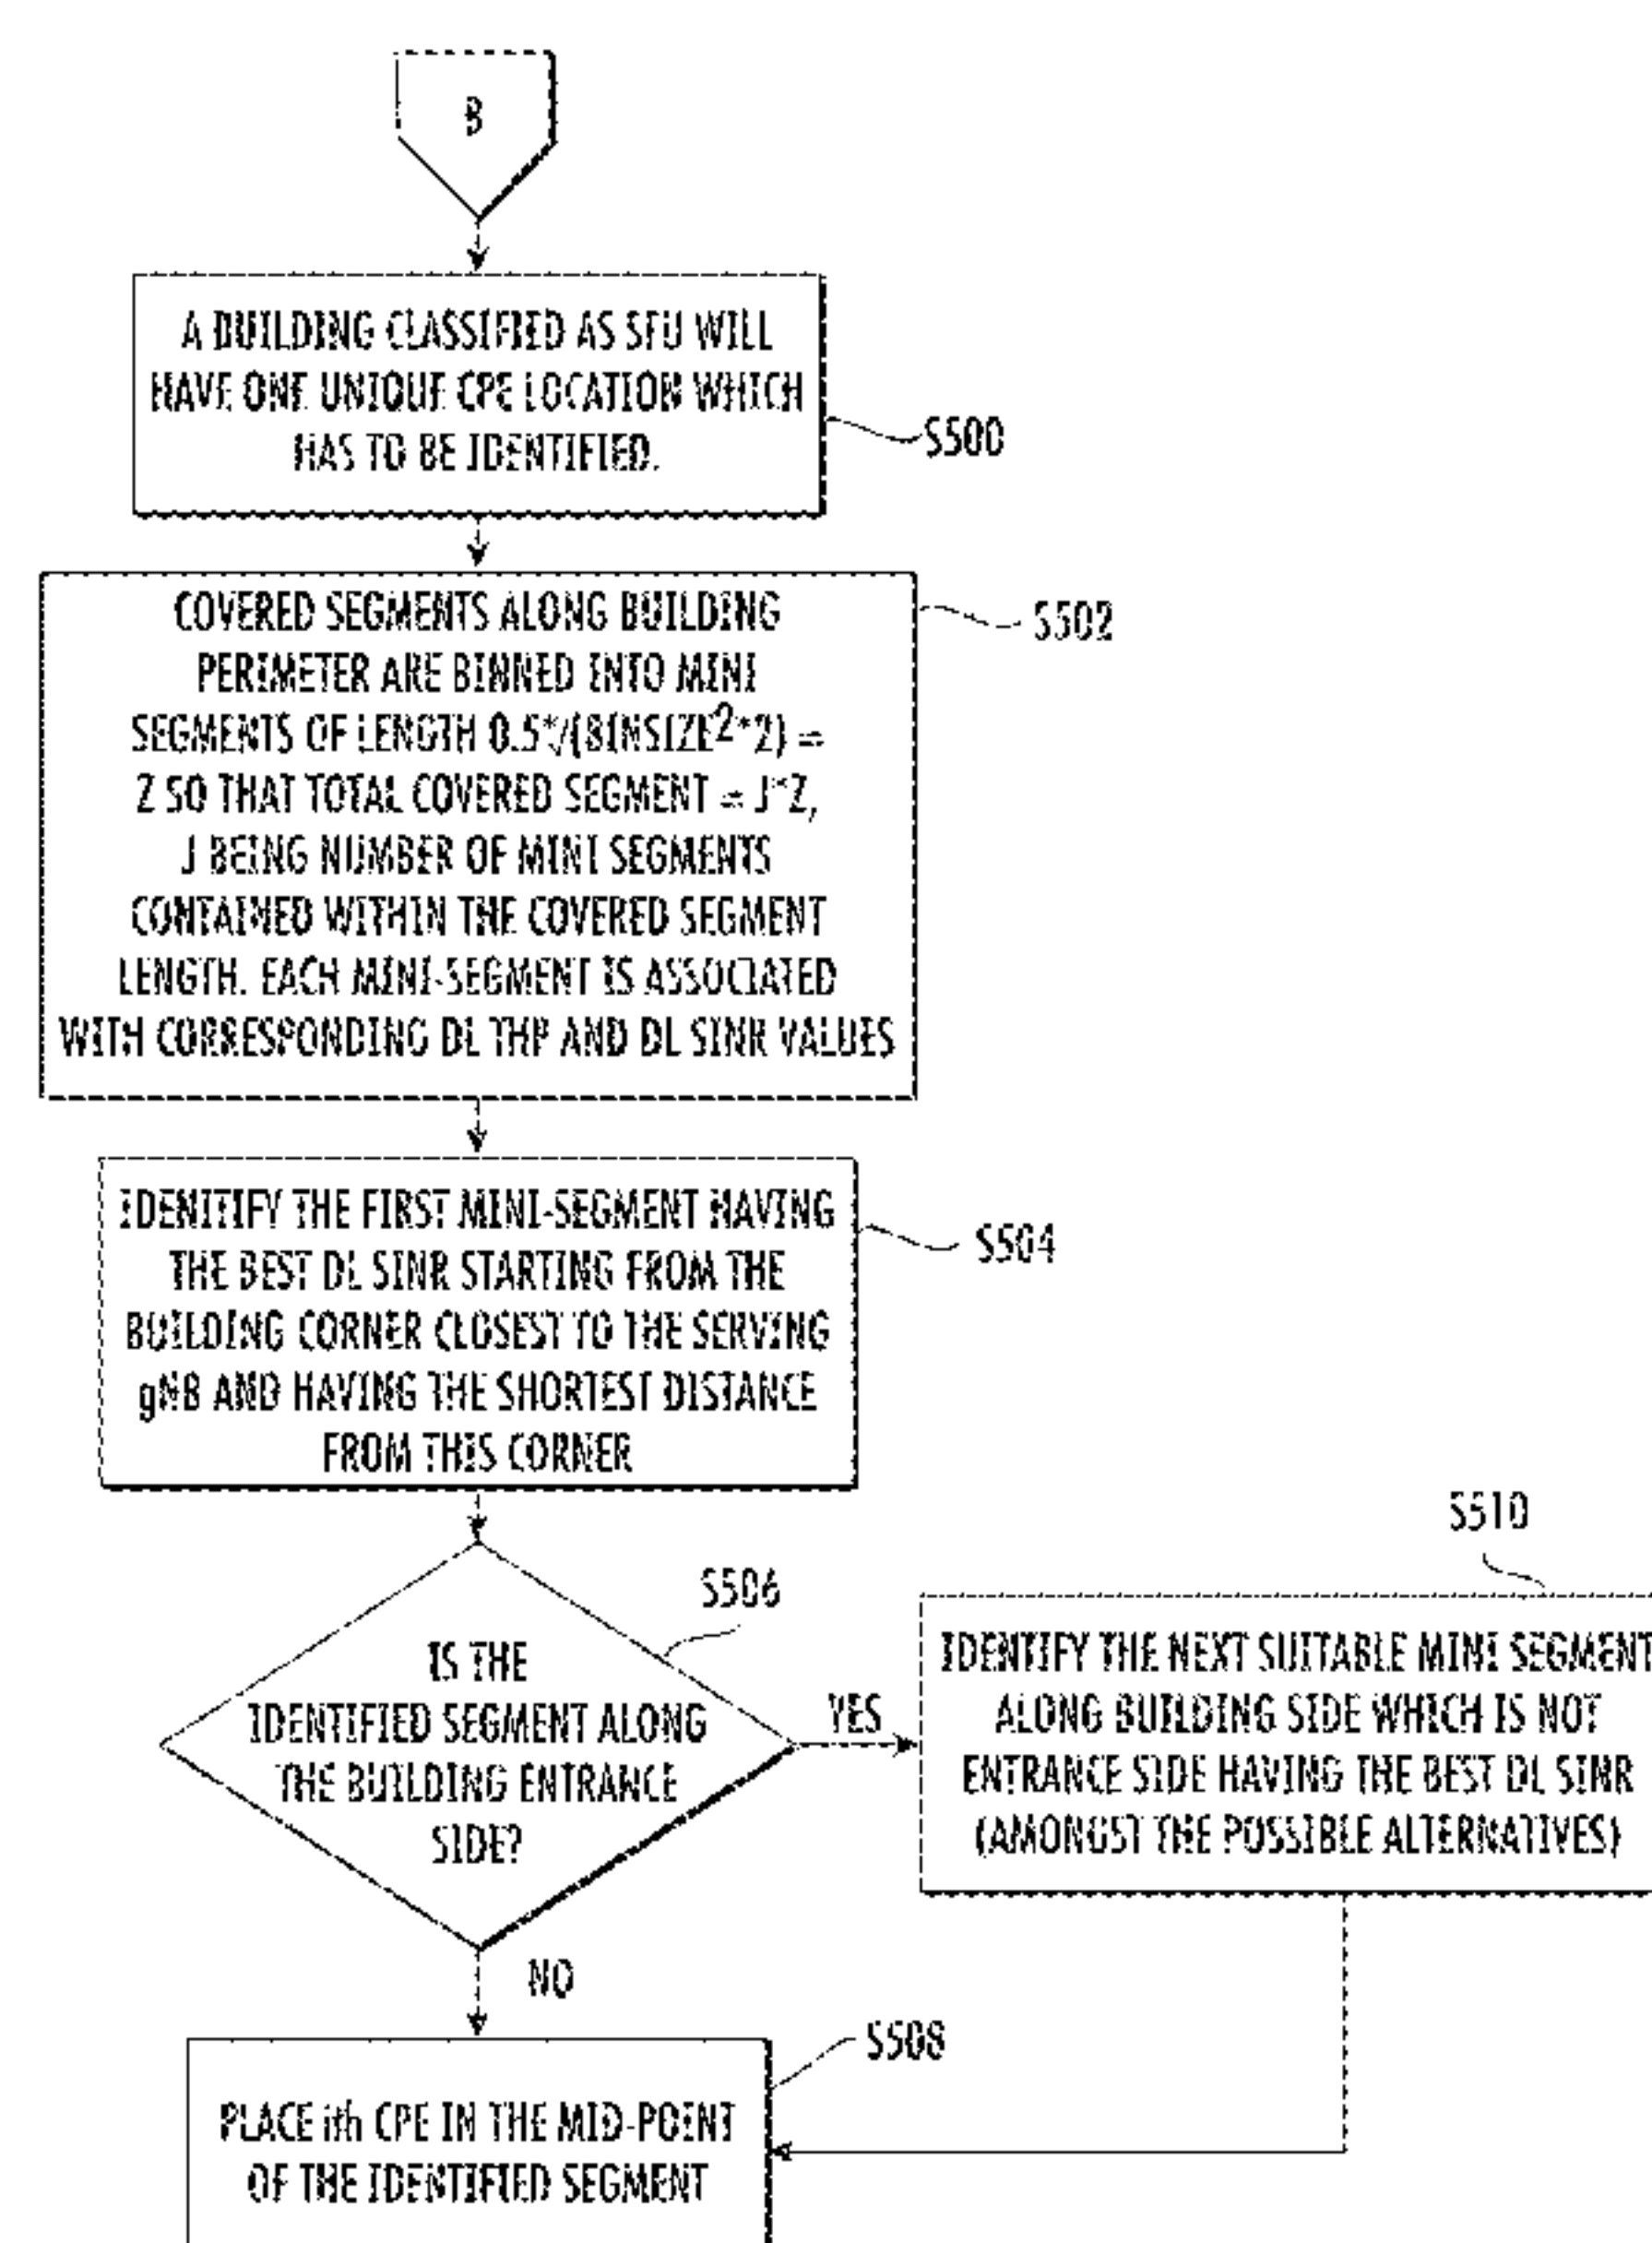 B
A BUILDING CLASSIFIED AS SFU WILL
HAVE ONE UNIQUE CPE LOCATION WHICH
HAS TO BE IDENTIFIED.
S500
COVERED SEGMENTS ALONG BUILDING
PERIMETER ARE BINNED INTO MINI
SEGMENTS OF LENGTH 0.5*√(BINSIZE²*2) =
Z SO THAT TOTAL COVERED SEGMENT = J*Z,
J BEING NUMBER OF MINI SEGMENTS
CONTAINED WITHIN THE COVERED SEGMENT
LENGTH. EACH MINI-SEGMENT IS ASSOCIATED
WITH CORRESPONDING DL THP AND DL SINR VALUES
S502
IDENITIFY THE FIRST MINI-SEGMENT HAVING
THE BEST DL SINR STARTING FROM THE
BUILDING CORNER CLOSEST TO THE SERVING
gNB AND HAVING THE SHORTEST DISTANCE
FROM THIS CORNER
S504
IS THE
IDENTIFIED SEGMENT ALONG
THE BUILDING ENTRANCE
SIDE?
S506
YES
NO
S510
IDENTIFY THE NEXT SUITABLE MINI SEGMENT
ALONG BUILDING SIDE WHICH IS NOT
ENTRANCE SIDE HAVING THE BEST DL SINR
(AMONGST THE POSSIBLE ALTERNATIVES)
S508
PLACE ith CPE IN THE MID-POINT
OF THE IDENTIFIED SEGMENT